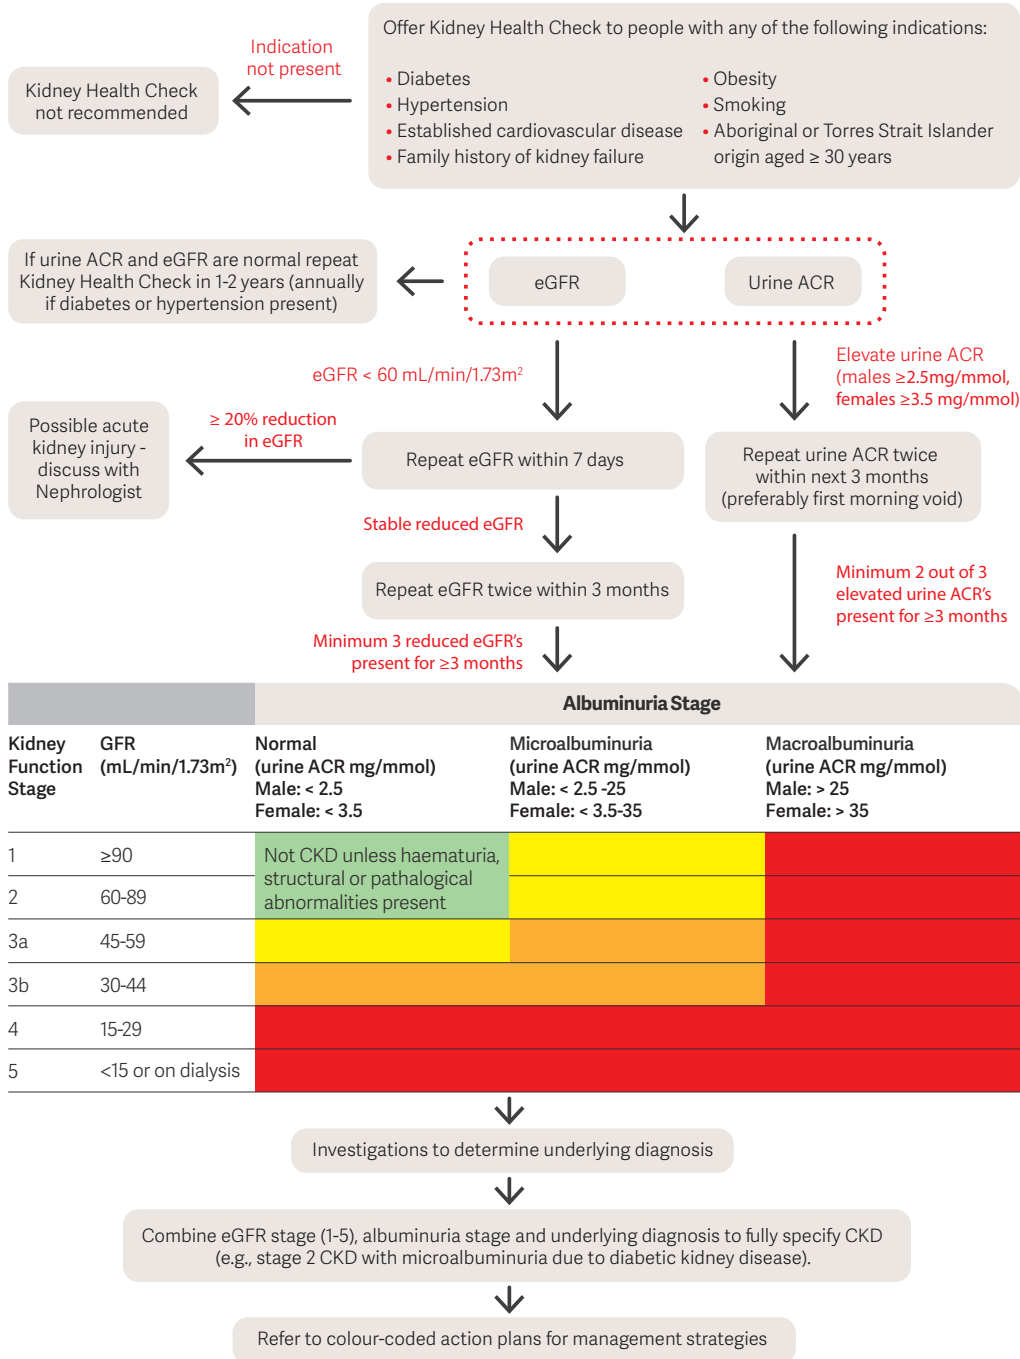 Offer Kidney Health Check to people with any of the following indications:
• Diabetes
• Hypertension
• Established cardiovascular disease
• Family history of kidney failure
• Obesity
• Smoking
• Aboriginal or Torres Strait Islander
origin aged ≥ 30 years
Indication
not present
Kidney Health Check
not recommended
If urine ACR and eGFR are normal repeat
Kidney Health Check in 1-2 years (annually
if diabetes or hypertension present)
eGFR
Urine ACR
eGFR < 60 mL/min/1.73m²
Elevate urine ACR
(males ≥2.5mg/mmol,
females ≥3.5 mg/mmol)
Possible acute
kidney injury -
discuss with
Nephrologist
≥ 20% reduction
in eGFR
Repeat eGFR within 7 days
Repeat urine ACR twice
within next 3 months
(preferably first morning void)
Stable reduced eGFR
Repeat eGFR twice within 3 months
Minimum 2 out of 3
elevated urine ACR's
present for ≥3 months
Minimum 3 reduced eGFR's
present for ≥3 months
Albuminuria Stage
Kidney
Function
Stage
GFR
(mL/min/1.73m²)
Normal
(urine ACR mg/mmol)
Male: < 2.5
Female: < 3.5
Microalbuminuria
(urine ACR mg/mmol)
Male: < 2.5 -25
Female: < 3.5-35
Macroalbuminuria
(urine ACR mg/mmol)
Male: > 25
Female: > 35
1 ≥90
2 60-89
Not CKD unless haematuria,
structural or pathalogical
abnormalities present
3a 45-59
3b 30-44
4 15-29
5 <15 or on dialysis
Investigations to determine underlying diagnosis
Combine eGFR stage (1-5), albuminuria stage and underlying diagnosis to fully specify CKD
(e.g., stage 2 CKD with microalbuminuria due to diabetic kidney disease).
Refer to colour-coded action plans for management strategies